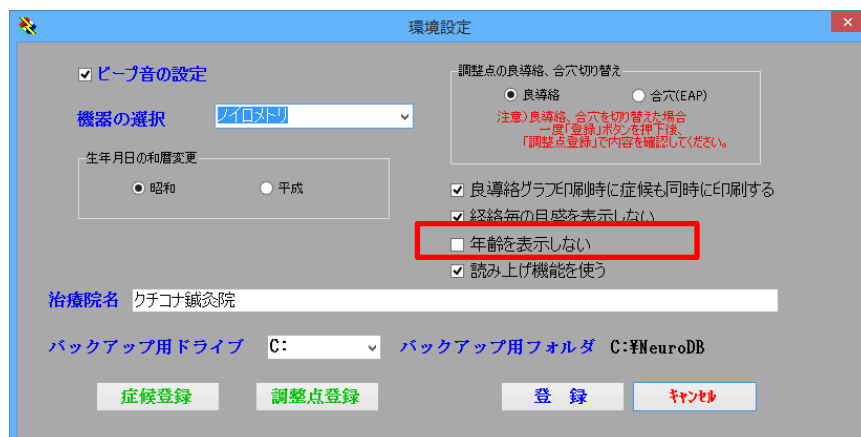 環境設定
ビープ音の設定
機器の選択 ノイロメトリ
生年月日の和暦変更
昭和 平成
調整点の良導絡、合穴切り替え
良導絡 合穴(EAP)
注意)良導絡、合穴を切り替えた場合
一度「登録」ボタンを押下後、
「調整点登録」で内容を確認してください。
良導絡グラフ印刷時に症候も同時に印刷する
経絡毎の目盛を表示しない
年齢を表示しない
読み上げ機能を使う
治療院名 クチコナ鍼灸院
バックアップ用ドライブ C: バックアップ用フォルダ C:¥NeuroDB
症候登録 調整点登録 登 録 キャンセル